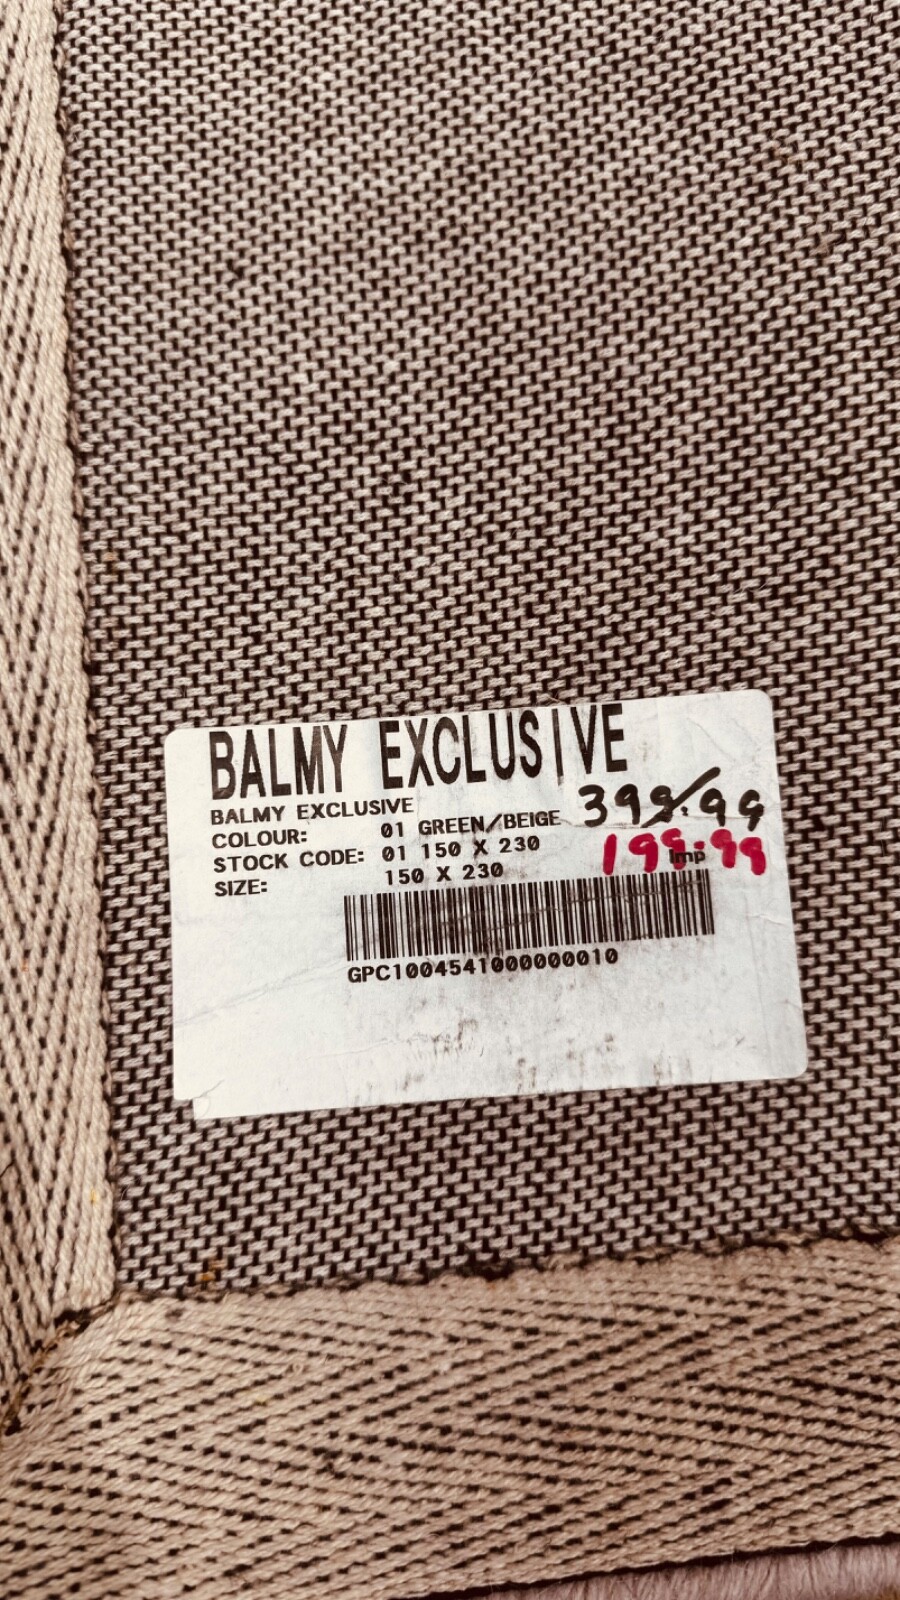 BALMY EXCLUSIVE
BALMY EXCLUSIVE
399.99
COLOUR: 01 GREEN/BEIGE
STOCK CODE: 01 150 X 230
199.99
Imp
SIZE: 150 X 230
GPC1004541000000010